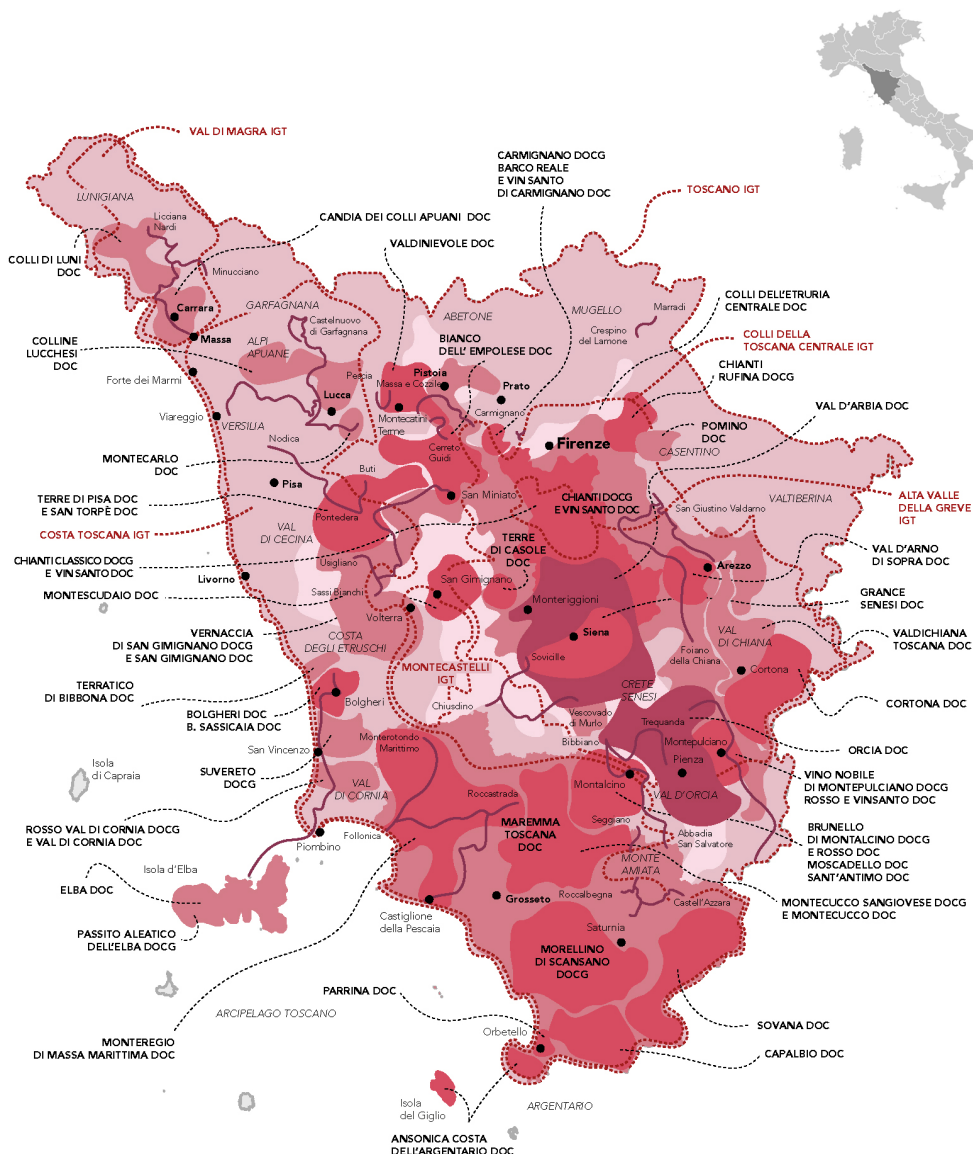 VAL DI MAGRA IGT
LUNIGIANA
Licciana
Nardi
COLLI DI LUNI
DOC
Minucciano
CANDIA DEI COLLI APUANI DOC
VALDINIEVOLE DOC
CARMIGNANO DOCG
BARCO REALE
E VIN SANTO
DI CARMIGNANO DOC
TOSCANO IGT
GARFAGNANA
Castelnuovo
di Garfagnana
ABETONE
MUGELLO
Marradi
Crespino
del Lamone
COLLI DELL'ETRURIA
CENTRALE DOC
Carrara
Massa
ALPI
APUANE
COLLINE
LUCCHESI
DOC
BIANCO
DELL' EMPOLESE DOC
COLLI DELLA
TOSCANA CENTRALE IGT
CHIANTI
RUFINA DOCG
Forte dei Marmi
Pescia
Pistoia
Massa e Cozzile
Prato
Lucca
Viareggio
VERSILIA
Montecatini
Terme
Carmignano
VAL D'ARBIA DOC
Nodica
Cerreto
Guidi
Firenze
POMINO
DOC
CASENTINO
MONTECARLO
DOC
Buti
Pisa
San Miniato
CHIANTI DOCG
E VIN SANTO DOC
VALTIBERINA
TERRE DI PISA DOC
E SAN TORPÈ DOC
Pontedera
San Giustino Valdarno
ALTA VALLE
DELLA GREVE
IGT
COSTA TOSCANA IGT
VAL
DI CECINA
TERRE
DI CASOLE
DOC
CHIANTI CLASSICO DOCG
E VIN SANTO DOC
Usigliano
Livorno
San Gimignano
Arezzo
VAL D'ARNO
DI SOPRA DOC
MONTESCUDAIO DOC
Sassi Bianchi
Volterra
Monteriggioni
GRANCE
SENESI DOC
VERNACCIA
DI SAN GIMIGNANO DOCG
E SAN GIMIGNANO DOC
COSTA
DEGLI ETRUSCHI
Siena
VAL
DI CHIANA
VALDICHIANA
TOSCANA DOC
Foiano
della Chiana
Sovicille
MONTECASTELLI
IGT
Cortona
TERRATICO
DI BIBBONA DOC
Bolgheri
CRETE
SENESI
Chiusdino
CORTONA DOC
BOLGHERI DOC
B. SASSICAIA DOC
Vescovado
di Murlo
Trequanda
Monterotondo
Marittimo
Bibbiano
Montepulciano
San Vincenzo
ORCIA DOC
Isola
di Capraia
SUVERETO
DOCG
Pienza
VAL
DI CORNIA
Montalcino
VAL D'ORCIA
VINO NOBILE
DI MONTEPULCIANO DOCG
ROSSO E VINSANTO DOC
Roccastrada
Seggiano
MAREMMA
TOSCANA
DOC
ROSSO VAL DI CORNIA DOCG
E VAL DI CORNIA DOC
Piombino
Follonica
Abbadia
San Salvatore
BRUNELLO
DI MONTALCINO DOCG
E ROSSO DOC
MOSCADELLO DOC
SANT'ANTIMO DOC
Isola d'Elba
MONTE
AMIATA
ELBA DOC
Grosseto
Roccalbegna
Castell'Azzara
MONTECUCCO SANGIOVESE DOCG
E MONTECUCCO DOC
Castiglione
della Pescaia
PASSITO ALEATICO
DELL'ELBA DOCG
Saturnia
MORELLINO
DI SCANSANO
DOCG
PARRINA DOC
ARCIPELAGO TOSCANO
Orbetello
SOVANA DOC
MONTEREGIO
DI MASSA MARITTIMA DOC
CAPALBIO DOC
Isola
del Giglio
ARGENTARIO
ANSONICA COSTA
DELL'ARGENTARIO DOC